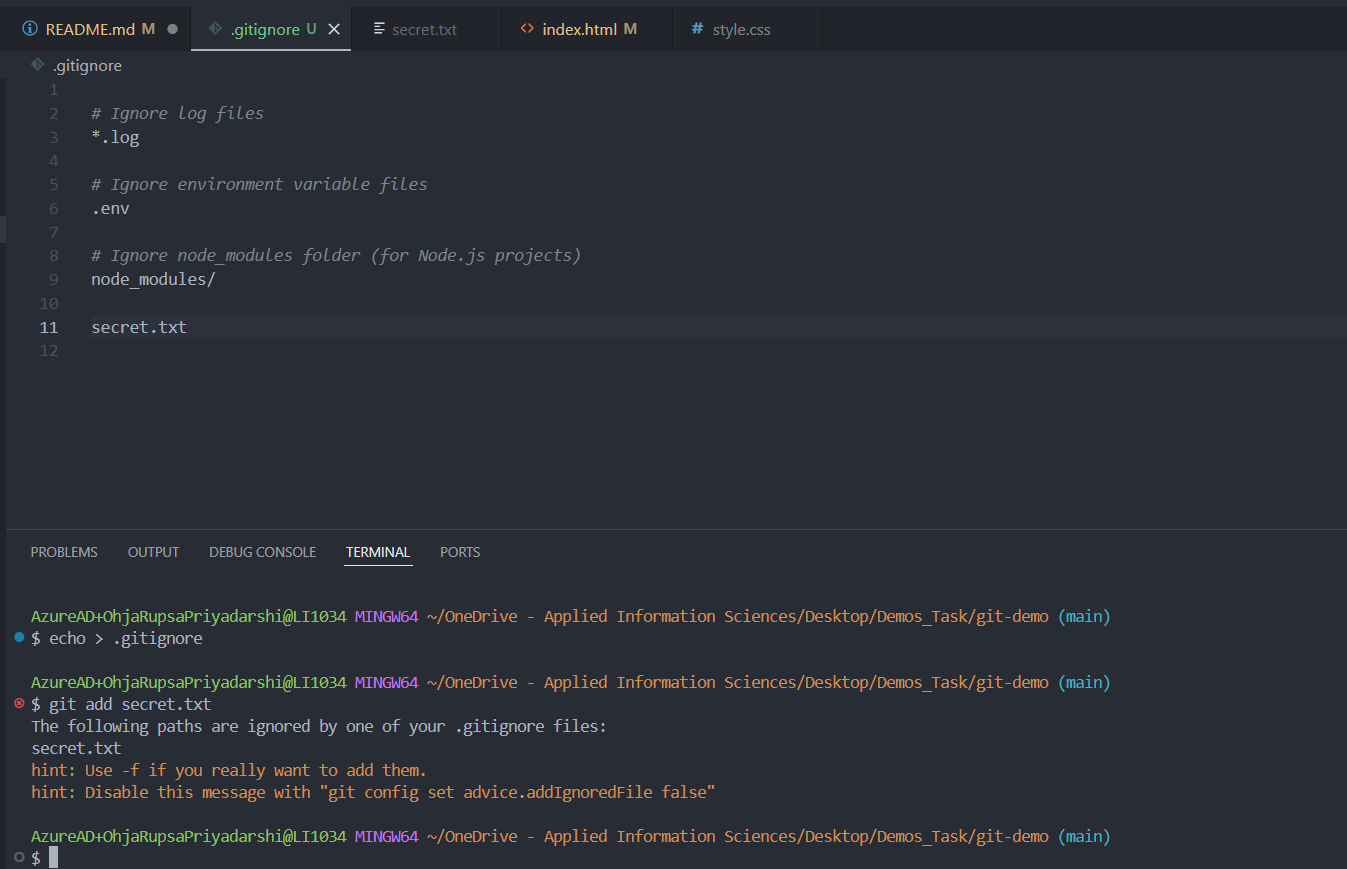 README.md M
.gitignore U
secret.txt
index.html M
style.css
.gitignore
1
2 # Ignore log files
3 *.log
4
5 # Ignore environment variable files
6 .env
7
8 # Ignore node_modules folder (for Node.js projects)
9 node_modules/
10
11 secret.txt
12
PROBLEMS OUTPUT DEBUG CONSOLE TERMINAL PORTS
AzureAD+OhjaRupsaPriyadarshi@LI1034 MINGW64 ~/OneDrive - Applied Information Sciences/Desktop/Demos_Task/git-demo (main)
$ echo > .gitignore
AzureAD+OhjaRupsaPriyadarshi@LI1034 MINGW64 ~/OneDrive - Applied Information Sciences/Desktop/Demos_Task/git-demo (main)
$ git add secret.txt
The following paths are ignored by one of your .gitignore files:
secret.txt
hint: Use -f if you really want to add them.
hint: Disable this message with "git config set advice.addIgnoredFile false"
AzureAD+OhjaRupsaPriyadarshi@LI1034 MINGW64 ~/OneDrive - Applied Information Sciences/Desktop/Demos_Task/git-demo (main)
$